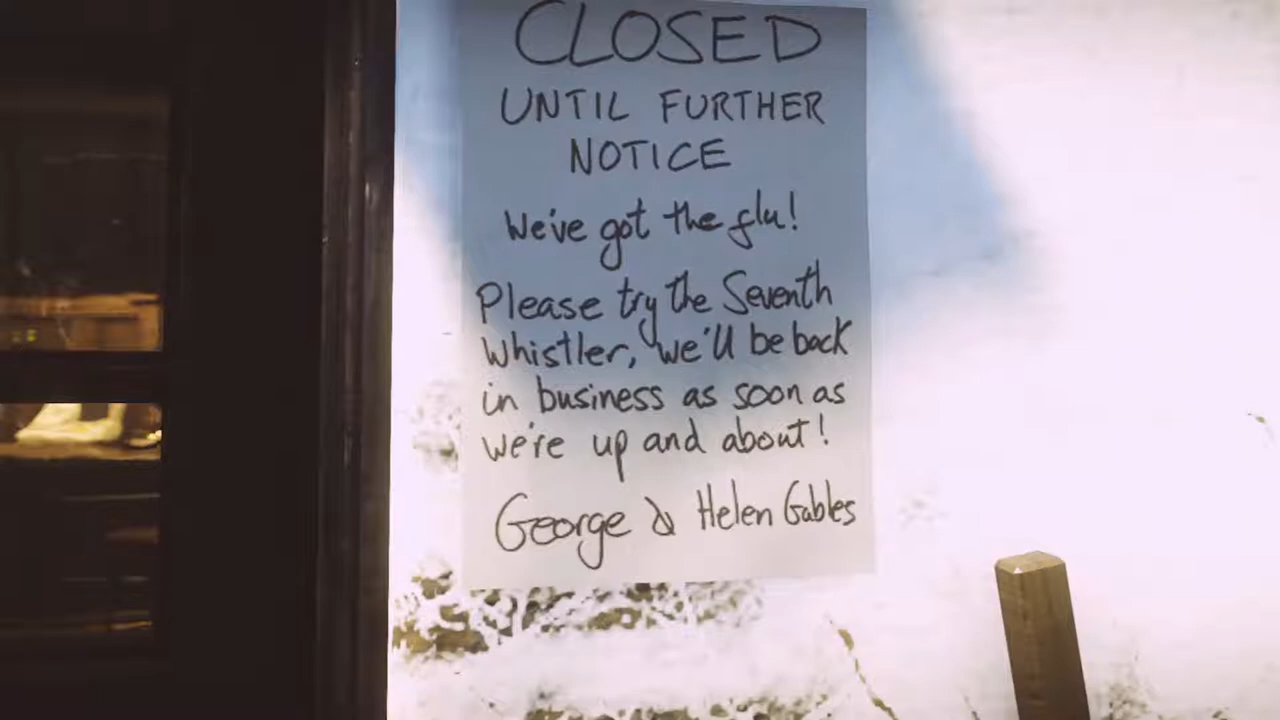 CLOSED
UNTIL FURTHER
NOTICE
We've got the flu!
Please try the Seventh
Whistler, we'll be back
in business as soon as
we're up and about!
George & Helen Gables